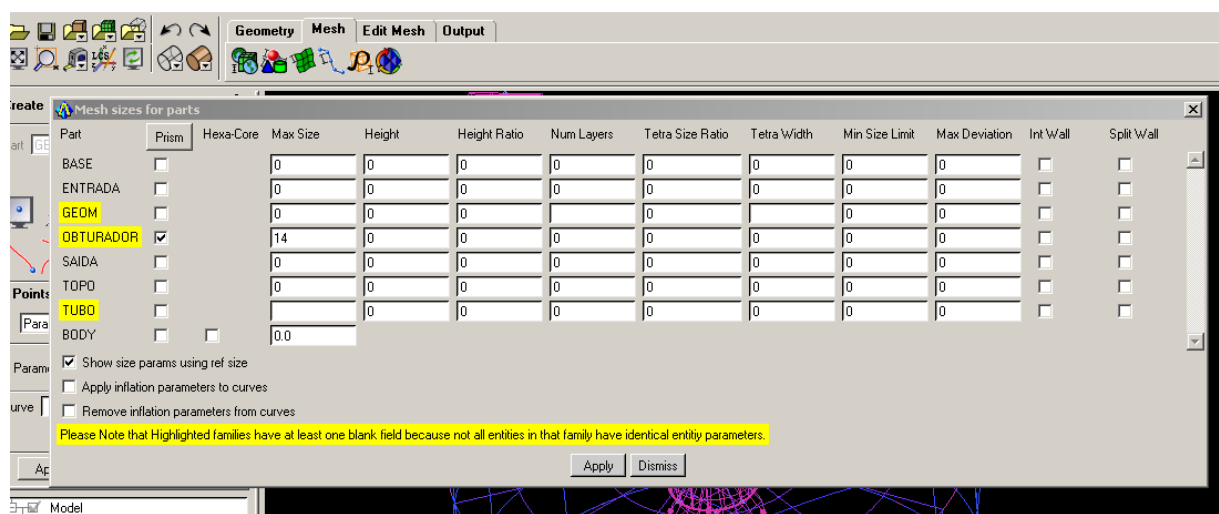 Geometry Mesh Edit Mesh Output
Mesh sizes for parts
Part Prism Hexa-Core Max Size Height Height Ratio Num Layers Tetra Size Ratio Tetra Width Min Size Limit Max Deviation Int Wall Split Wall
BASE 0 0 0 0 0 0 0 0
ENTRADA 0 0 0 0 0 0 0 0
GEOM 0 0 0 0 0 0
OBTURADOR 14 0 0 0 0 0 0 0
SAIDA 0 0 0 0 0 0 0 0
TOPO 0 0 0 0 0 0 0 0
TUBO 0 0 0 0 0 0 0
BODY 0.0
Points
Para
Show size params using ref size
Apply inflation parameters to curves
Remove inflation parameters from curves
Please Note that Highlighted families have at least one blank field because not all entities in that family have identical entitiy parameters.
Apply Dismiss
Model